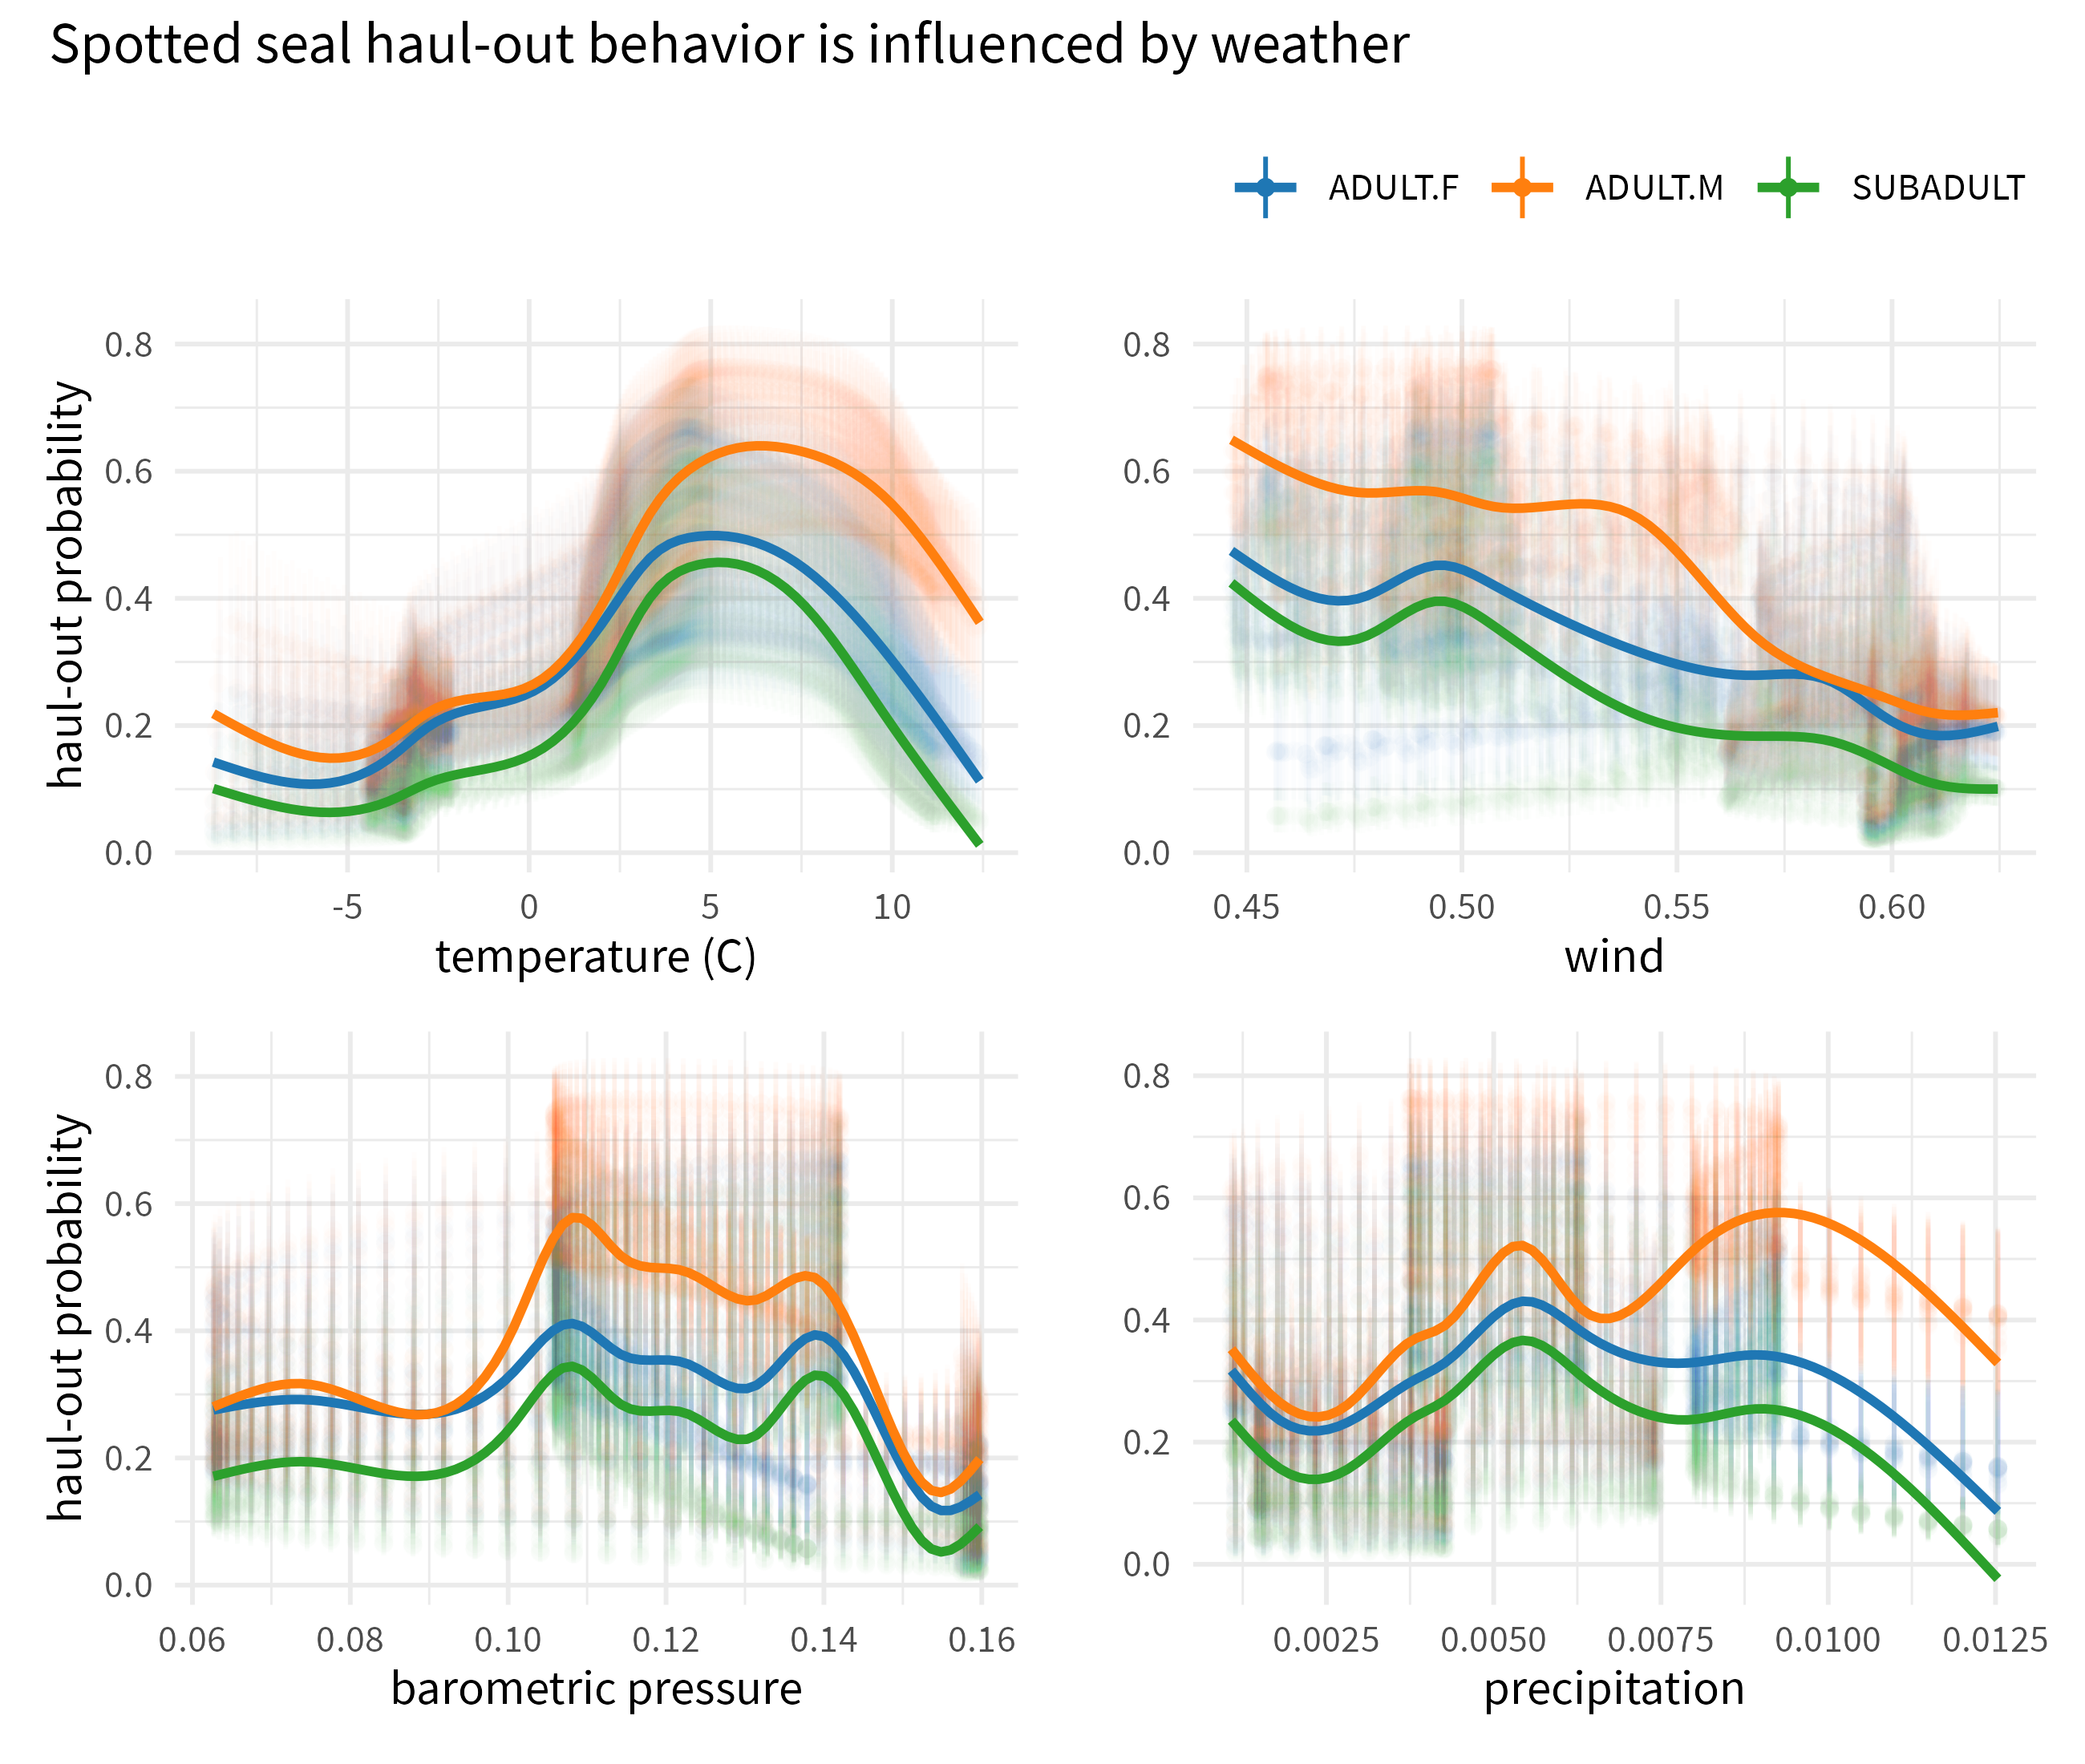 Spotted seal haul-out behavior is influenced by weather
ADULT.F ADULT.M SUBADULT
haul-out probability
0.8
0.6
0.4
0.2
0.0
-5 0 5 10
temperature (C)
0.8
0.6
0.4
0.2
0.0
0.45 0.50 0.55 0.60
wind
haul-out probability
0.8
0.6
0.4
0.2
0.0
0.06 0.08 0.10 0.12 0.14 0.16
barometric pressure
0.8
0.6
0.4
0.2
0.0
0.0025 0.0050 0.0075 0.0100 0.0125
precipitation